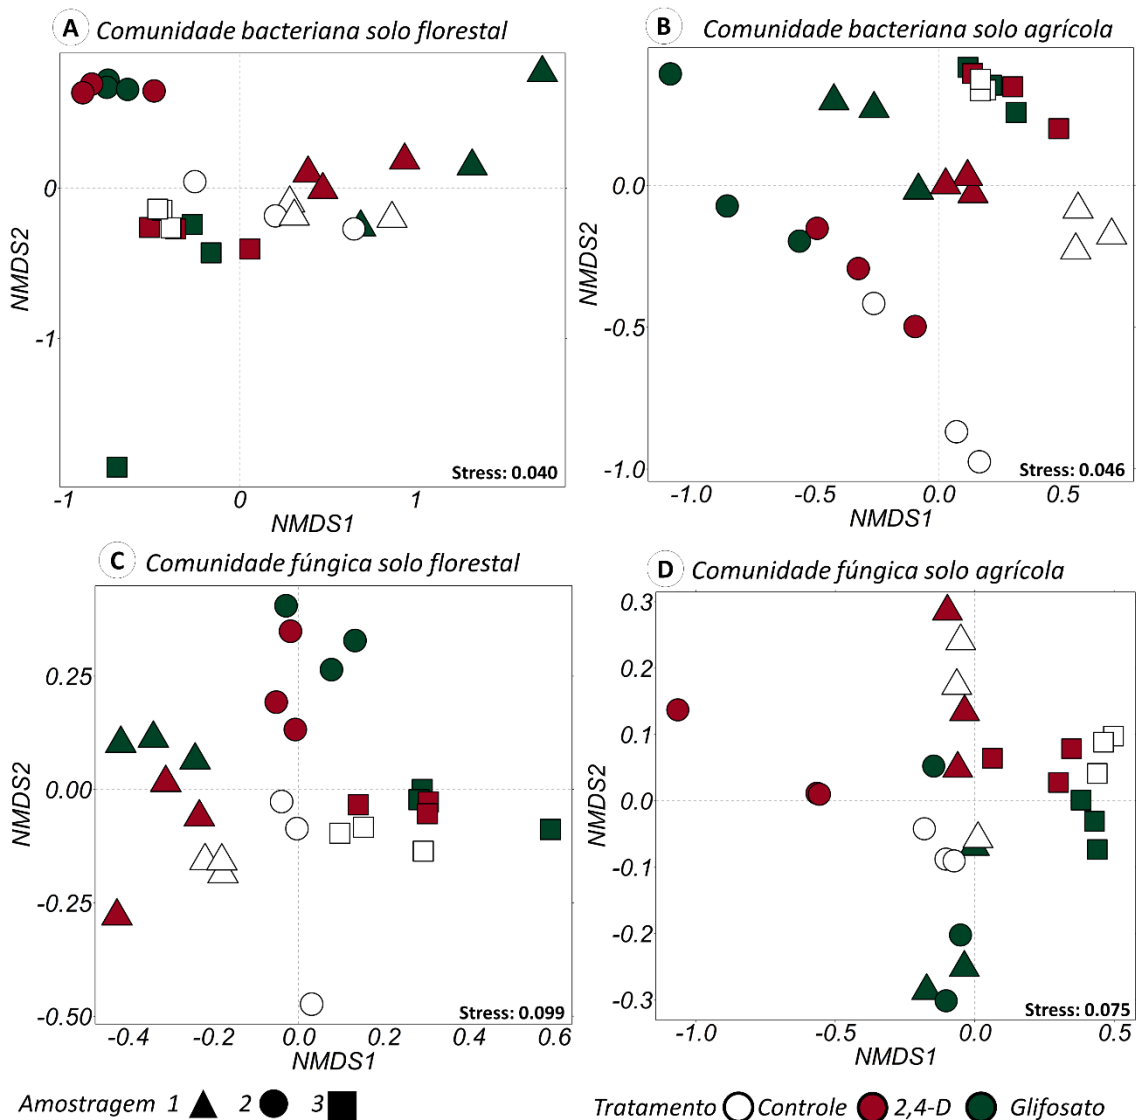 A Comunidade bacteriana solo florestal
NMDS2
0
-1
-1 0 1
NMDS1
Stress: 0.040
B Comunidade bacteriana solo agrícola
NMDS2
0.0
-0.5
-1.0
-1.0 -0.5 0.0 0.5
NMDS1
Stress: 0.046
C Comunidade fúngica solo florestal
NMDS2
0.25
0.00
-0.25
-0.50
-0.4 -0.2 0.0 0.2 0.4 0.6
NMDS1
Stress: 0.099
D Comunidade fúngica solo agrícola
NMDS2
0.3
0.2
0.1
0.0
-0.1
-0.2
-0.3
-1.0 -0.5 0.0 0.5
NMDS1
Stress: 0.075
Amostragem 1 2 3
Tratamento Controle 2,4-D Glifosato